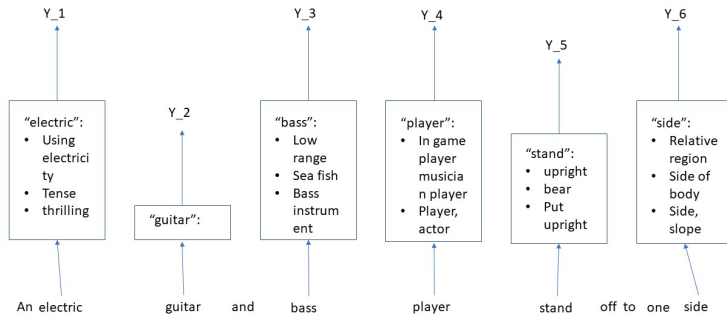 Y_1
Y_2
Y_3
Y_4
Y_5
Y_6
“electric”:
• Using
electrici
ty
• Tense
• thrilling
“guitar”:
“bass”:
• Low
range
• Sea fish
• Bass
instrum
ent
“player”:
• In game
player
musicia
n player
• Player,
actor
“stand”:
• upright
• bear
• Put
upright
“side”:
• Relative
region
• Side of
body
• Side,
slope
An electric guitar and bass player stand off to one side